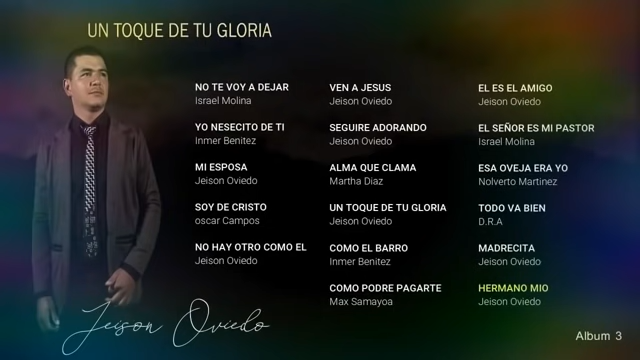 UN TOQUE DE TU GLORIA
NO TE VOY A DEJAR
Israel Molina
YO NESECITO DE TI
Inmer Benitez
MI ESPOSA
Jeison Oviedo
SOY DE CRISTO
oscar Campos
NO HAY OTRO COMO EL
Jeison Oviedo
VEN A JESUS
Jeison Oviedo
SEGUIRE ADORANDO
Jeison Oviedo
ALMA QUE CLAMA
Martha Diaz
UN TOQUE DE TU GLORIA
Jeison Oviedo
COMO EL BARRO
Inmer Benitez
COMO PODRE PAGARTE
Max Samayoa
EL ES EL AMIGO
Jeison Oviedo
EL SEÑOR ES MI PASTOR
Israel Molina
ESA OVEJA ERA YO
Nolverto Martinez
TODO VA BIEN
D.R.A
MADRECITA
Jeison Oviedo
HERMANO MIO
Jeison Oviedo
Jeison Oviedo
Album 3